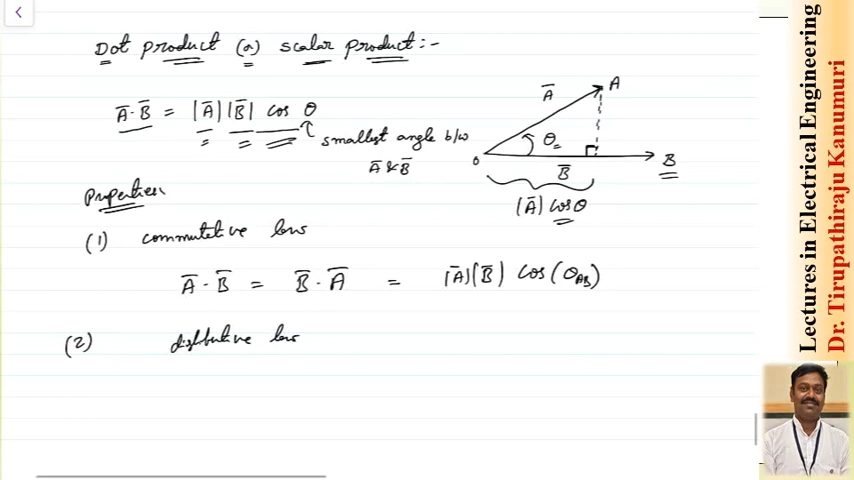 Dot product (or) scalar product:-
A̅ · B̅ = |A̅| |B̅| cos θ
smallest angle b/w
A̅ & B̅
A̅
A
θ
O
B̅
B
|A̅| cos θ
Properties
(1) commutative law
A̅ · B̅ = B̅ · A̅ = |A̅| |B̅| cos(θAB)
(2) distributive law
Lectures in Electrical Engineering
Dr. Tirupathiraju Kanumuri